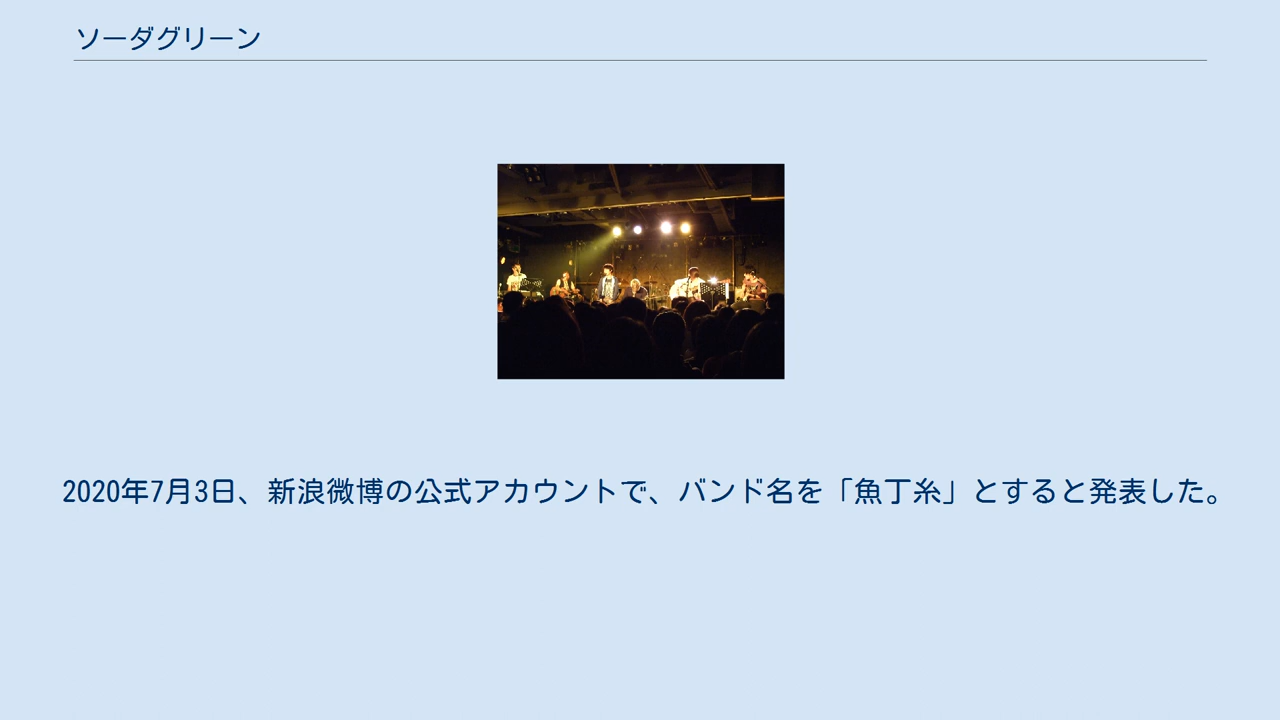 ソーダグリーン
2020年7月3日、新浪微博の公式アカウントで、バンド名を「魚丁糸」とすると発表した。